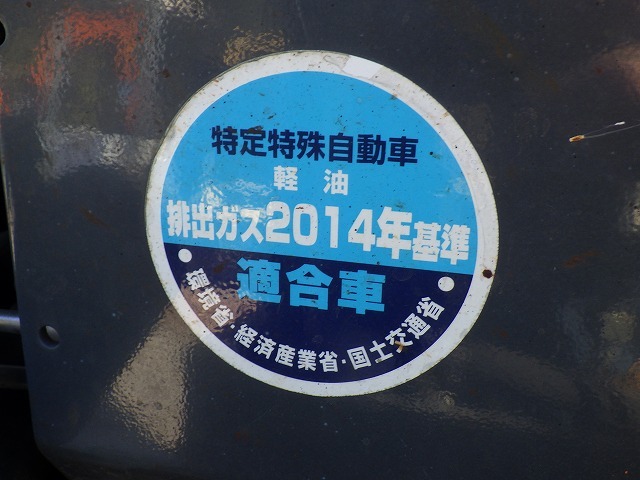 特定特殊自動車
軽油
排出ガス2014年基準
適合車
環境省・経済産業省・国土交通省